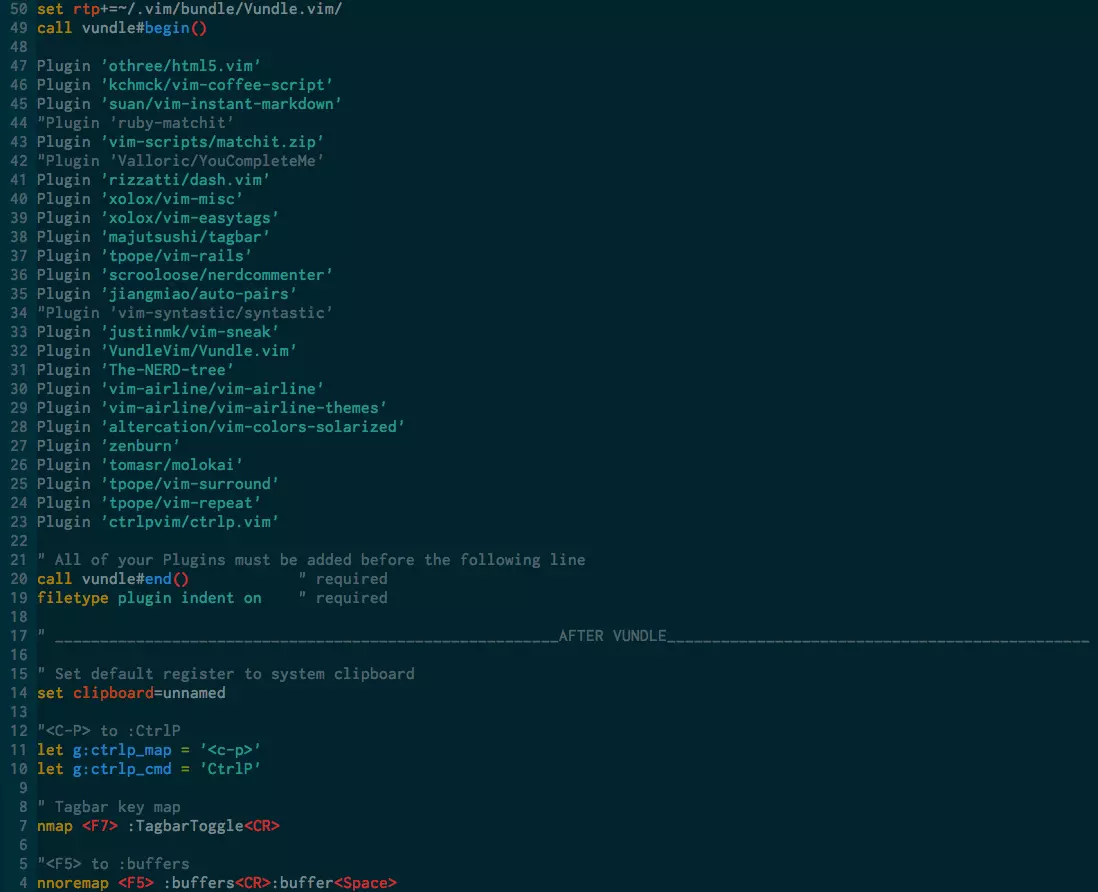 50 set rtp+=~/.vim/bundle/Vundle.vim/
49 call vundle#begin()
48
47 Plugin 'othree/html5.vim'
46 Plugin 'kchmck/vim-coffee-script'
45 Plugin 'suan/vim-instant-markdown'
44 "Plugin 'ruby-matchit'
43 Plugin 'vim-scripts/matchit.zip'
42 "Plugin 'Valloric/YouCompleteMe'
41 Plugin 'rizzatti/dash.vim'
40 Plugin 'xolox/vim-misc'
39 Plugin 'xolox/vim-easytags'
38 Plugin 'majutsushi/tagbar'
37 Plugin 'tpope/vim-rails'
36 Plugin 'scrooloose/nerdcommenter'
35 Plugin 'jiangmiao/auto-pairs'
34 "Plugin 'vim-syntastic/syntastic'
33 Plugin 'justinmk/vim-sneak'
32 Plugin 'VundleVim/Vundle.vim'
31 Plugin 'The-NERD-tree'
30 Plugin 'vim-airline/vim-airline'
29 Plugin 'vim-airline/vim-airline-themes'
28 Plugin 'altercation/vim-colors-solarized'
27 Plugin 'zenburn'
26 Plugin 'tomasr/molokai'
25 Plugin 'tpope/vim-surround'
24 Plugin 'tpope/vim-repeat'
23 Plugin 'ctrlpvim/ctrlp.vim'
22
21 " All of your Plugins must be added before the following line
20 call vundle#end()            " required
19 filetype plugin indent on    " required
18
17 " ________________________________________________________AFTER VUNDLE_______________________________________________
16
15 " Set default register to system clipboard
14 set clipboard=unnamed
13
12 "<C-P> to :CtrlP
11 let g:ctrlp_map = '<c-p>'
10 let g:ctrlp_cmd = 'CtrlP'
9
8 " Tagbar key map
7 nmap <F7> :TagbarToggle<CR>
6
5 "<F5> to :buffers
4 nnoremap <F5> :buffers<CR>:buffer<Space>